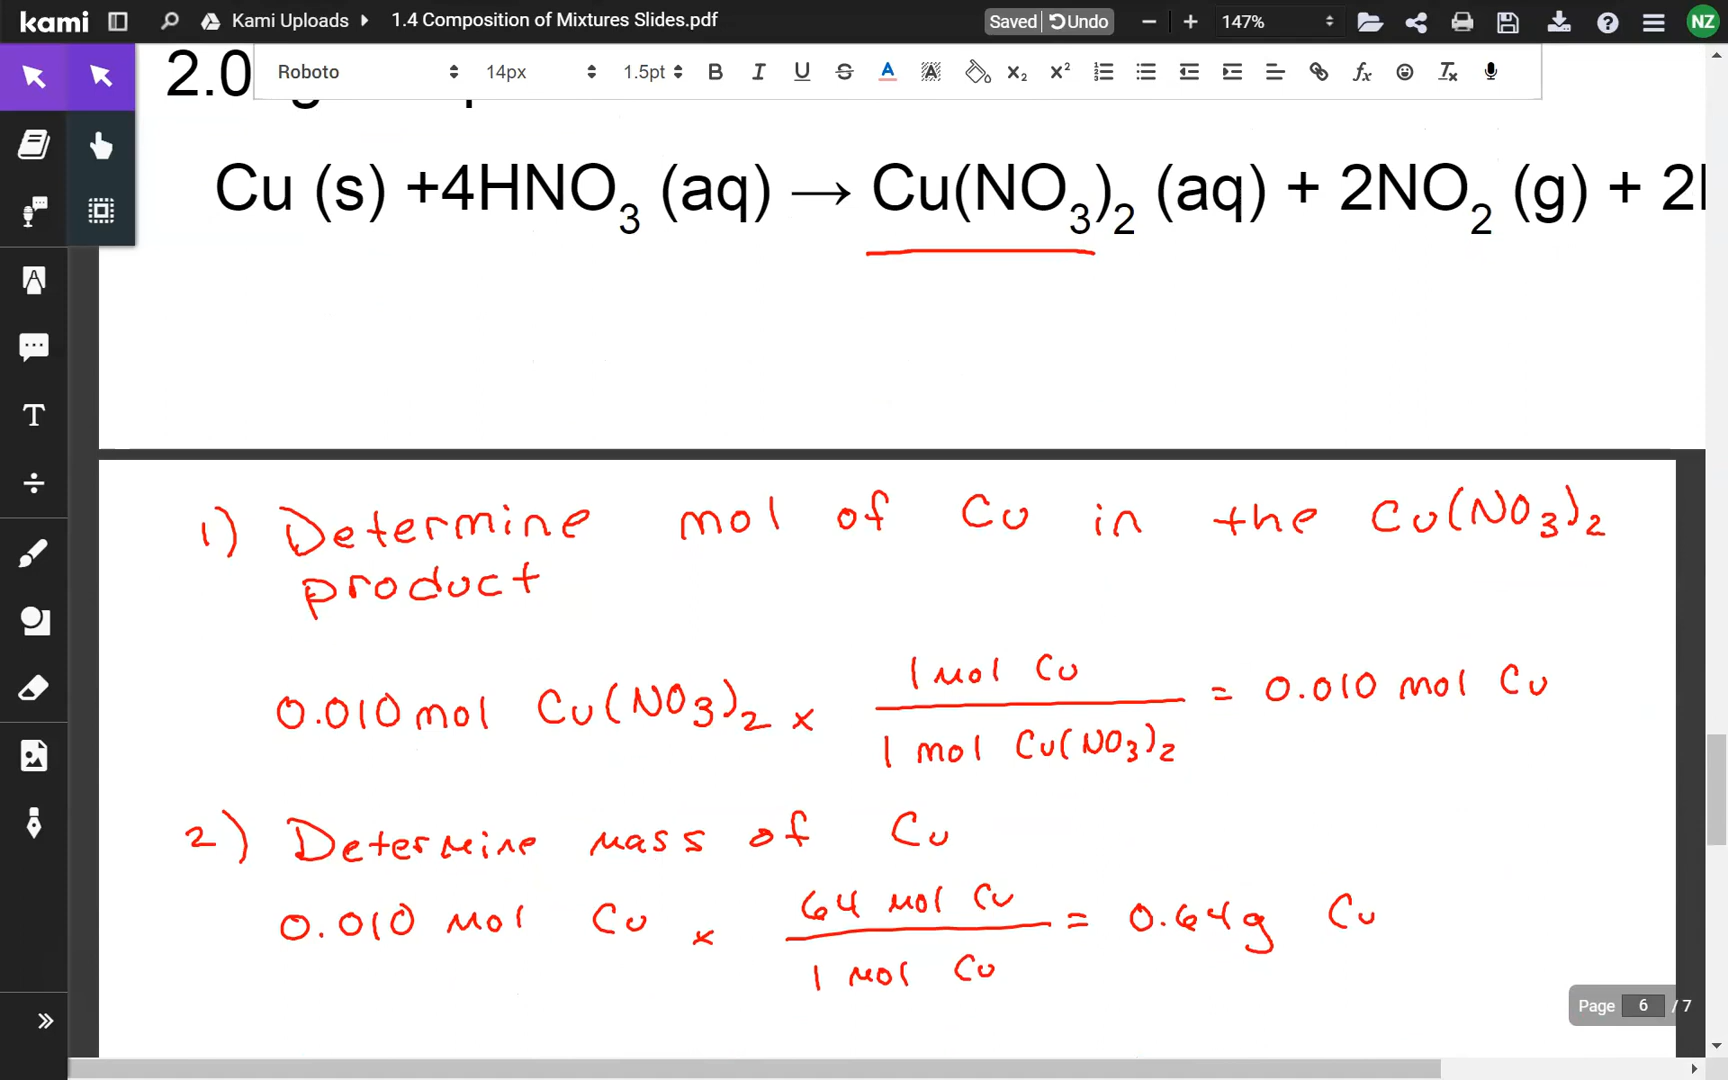 kami
Kami Uploads
1.4 Composition of Mixtures Slides.pdf
Saved Undo
147%
NZ
Roboto
14px
1.5pt
2.0
Cu (s) +4HNO₃ (aq) → Cu(NO₃)₂ (aq) + 2NO₂ (g) + 2
1) Determine mol of Cu in the Cu(NO₃)₂
product
0.010 mol Cu(NO₃)₂ × 1 mol Cu / 1 mol Cu(NO₃)₂ = 0.010 mol Cu
2) Determine mass of Cu
0.010 mol Cu × 64 mol Cu / 1 mol Cu = 0.64g Cu
Page 6 / 7